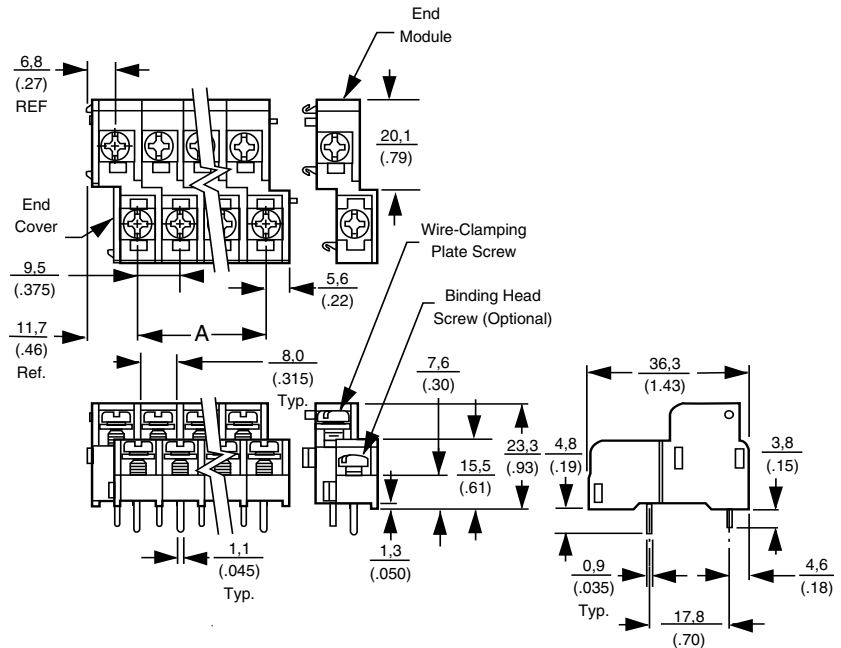 End
Module
6,8
(.27)
REF
20,1
(.79)
End
Cover
Wire-Clamping
Plate Screw
9,5
(.375)
5,6
(.22)
Binding Head
Screw (Optional)
11,7
(.46)
Ref.
A
8,0
(.315)
Typ.
7,6
(.30)
36,3
(1.43)
23,3
(.93)
4,8
(.19)
3,8
(.15)
15,5
(.61)
1,1
(.045)
Typ.
1,3
(.050)
0,9
(.035)
Typ.
4,6
(.18)
17,8
(.70)